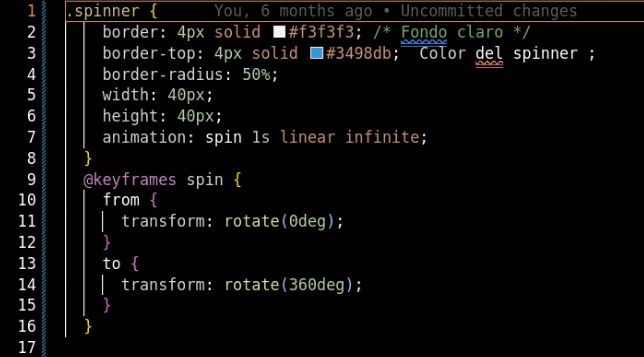 1 .spinner { You, 6 months ago • Uncommitted changes
2 border: 4px solid #f3f3f3; /* Fondo claro */
3 border-top: 4px solid #3498db; Color del spinner ;
4 border-radius: 50%;
5 width: 40px;
6 height: 40px;
7 animation: spin 1s linear infinite;
8 }
9 @keyframes spin {
10 from {
11 transform: rotate(0deg);
12 }
13 to {
14 transform: rotate(360deg);
15 }
16 }
17